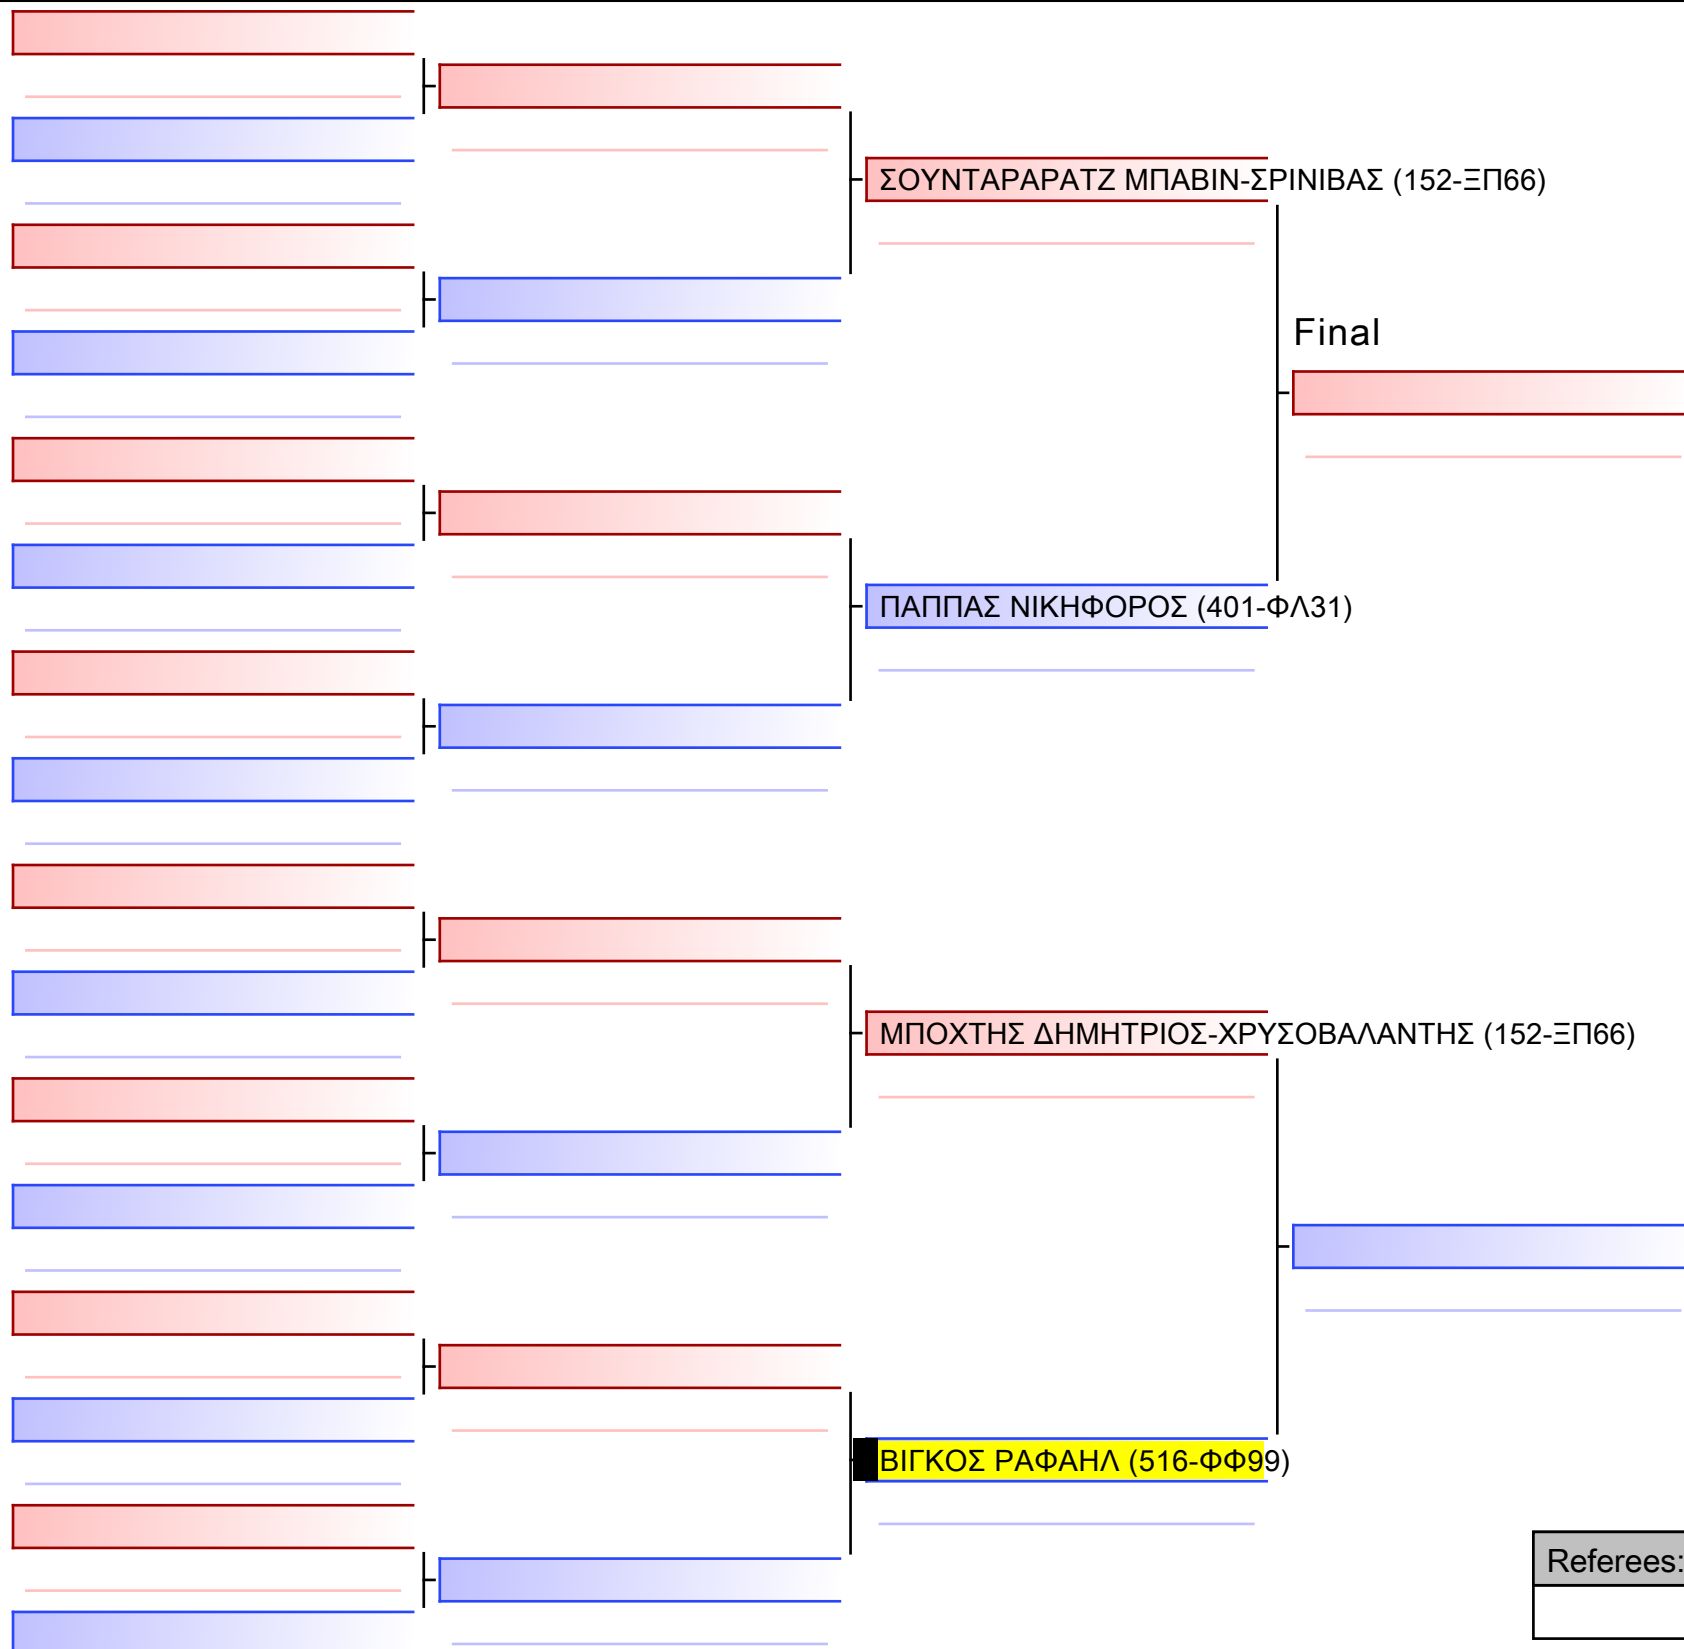 ΣΟΥΝΤΑΡΑΡΑΤΖ ΜΠΑΒΙΝ-ΣΡΙΝΙΒΑΣ (152-ΞΠ66)
Final
ΠΑΠΠΑΣ ΝΙΚΗΦΟΡΟΣ (401-ΦΛ31)
ΜΠΟΧΤΗΣ ΔΗΜΗΤΡΙΟΣ-ΧΡΥΣΟΒΑΛΑΝΤΗΣ (152-ΞΠ66)
ΒΙΓΚΟΣ ΡΑΦΑΗΛ (516-ΦΦ99)
Referees: